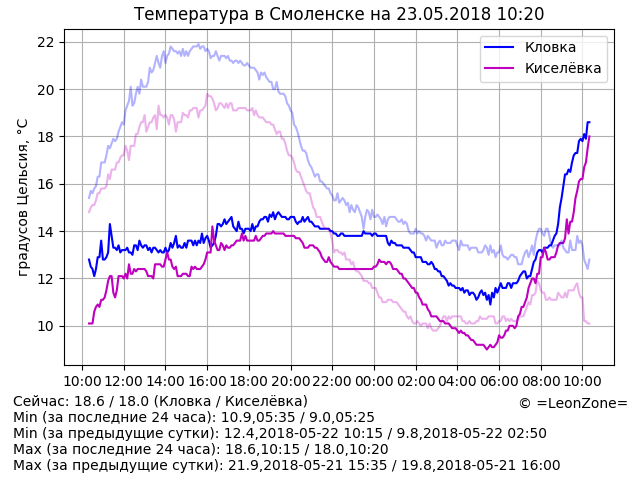 Температура в Смоленске на 23.05.2018 10:20
Кловка
Киселёвка
градусов Цельсия, °C
22
20
18
16
14
12
10
10:00 12:00 14:00 16:00 18:00 20:00 22:00 00:00 02:00 04:00 06:00 08:00 10:00
Сейчас: 18.6 / 18.0 (Кловка / Киселёвка)
© =LeonZone=
Min (за последние 24 часа): 10.9,05:35 / 9.0,05:25
Min (за предыдущие сутки): 12.4,2018-05-22 10:15 / 9.8,2018-05-22 02:50
Max (за последние 24 часа): 18.6,10:15 / 18.0,10:20
Max (за предыдущие сутки): 21.9,2018-05-21 15:35 / 19.8,2018-05-21 16:00